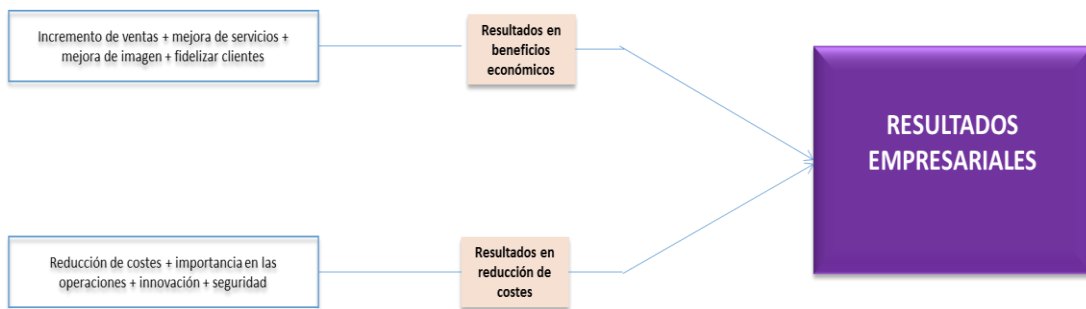 Incremento de ventas + mejora de servicios +
mejora de imagen + fidelizar clientes
Resultados en
beneficios
económicos
RESULTADOS
EMPRESARIALES
Reducción de costes + importancia en las
operaciones + innovación + seguridad
Resultados en
reducción de
costes